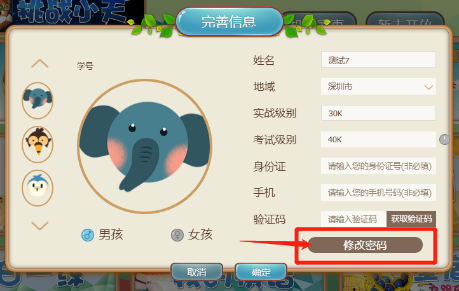 挑战小关
完善信息
学号
男孩
女孩
姓名 测试7
地域 深圳市
实战级别 30K
考试级别 40K
身份证 请输入您的身份证号(非必填)
手机 请输入您的手机号码(非必填)
验证码 请输入验证码 获取验证码
修改密码
取消 确定